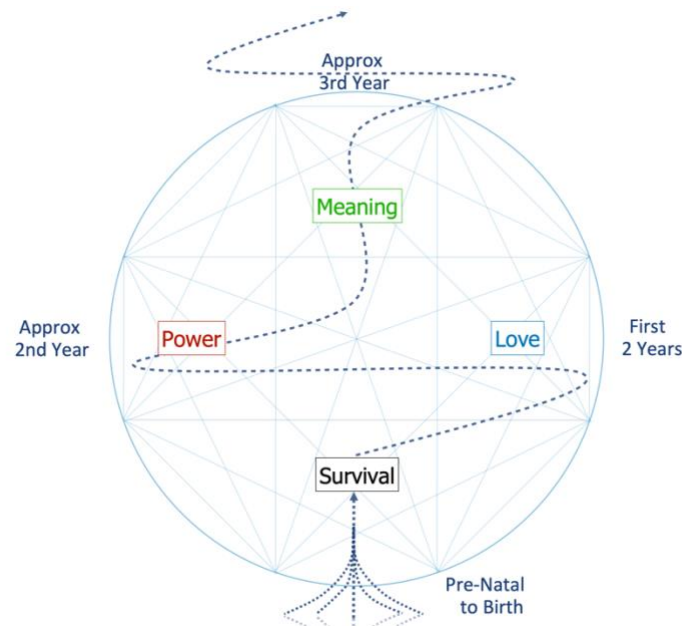 Approx
3rd Year
Meaning
Approx
2nd Year
Power
Love
First
2 Years
Survival
Pre-Natal
to Birth